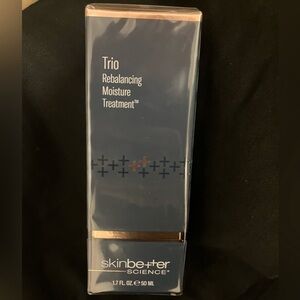 Trio
Rebalancing
Moisture
Treatment™
skinbetter
SCIENCE®
1.7 FL. OZ. ℮ 50 ML